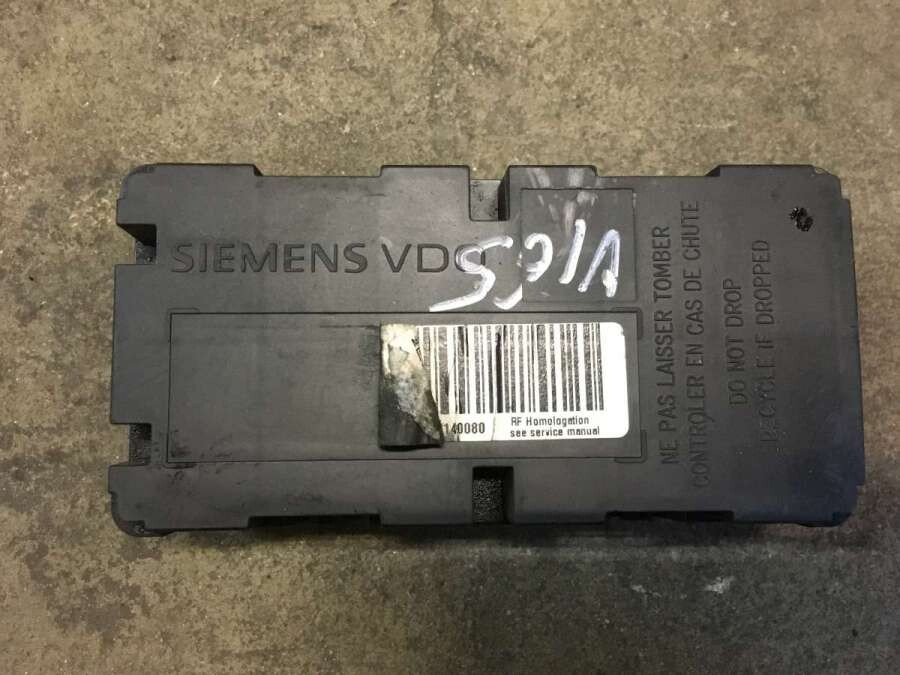 SIEMENS VDO
140080
RF Homologation
see service manual
NE PAS LAISSER TOMBER
CONTROLER EN CAS DE CHUTE
DO NOT DROP
RECYCLE IF DROPPED